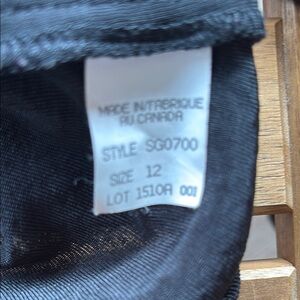 MADE IN/FABRIQUE
AU CANADA
STYLE SG0700
SIZE 12
LOT 1510A 001